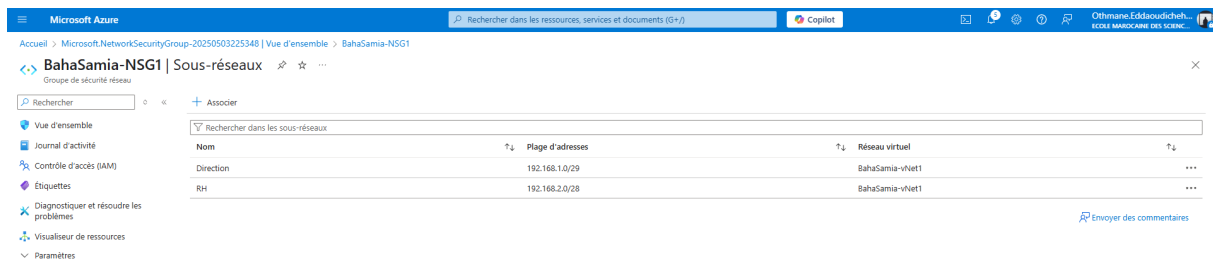 Microsoft Azure
Rechercher dans les ressources, services et documents (G+/)
Copilot
5
Othmane.Eddaoudicheh...
ECOLE MAROCAINE DES SCIENC...
Accueil > Microsoft.NetworkSecurityGroup-20250503225348 | Vue d'ensemble > BahaSamia-NSG1
BahaSamia-NSG1 | Sous-réseaux
Groupe de sécurité réseau
Rechercher
Associer
Vue d'ensemble
Journal d'activité
Contrôle d'accès (IAM)
Étiquettes
Diagnostiquer et résoudre les
problèmes
Visualiseur de ressources
Paramètres
Rechercher dans les sous-réseaux
Nom Plage d'adresses Réseau virtuel
Direction 192.168.1.0/29 BahaSamia-vNet1
RH 192.168.2.0/28 BahaSamia-vNet1
Envoyer des commentaires